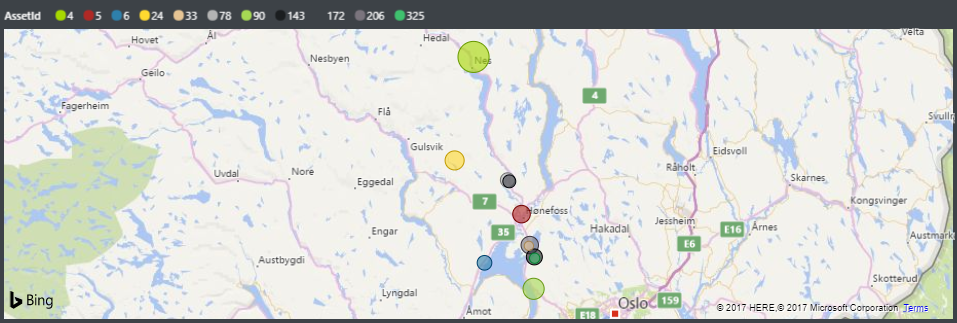 AssetId 4 5 6 24 33 78 90 143 172 206 325
Hovet Ål Hedal Velta
Nesbyen Nes
Geilo
4
Fagerheim
Flå Svullr
Gulsvik Eidsvoll
Råholt
Uvdal Nore Eggedal Skarnes
7 Kongsvinger
Hønefoss
Jessheim
Engar 35 Hakadal E16 Årnes
E6 Austmark
Austbygdi
Skotterud
Lyngdal
Bing Åmot E18 Oslo 159 © 2017 HERE,© 2017 Microsoft Corporation Terms